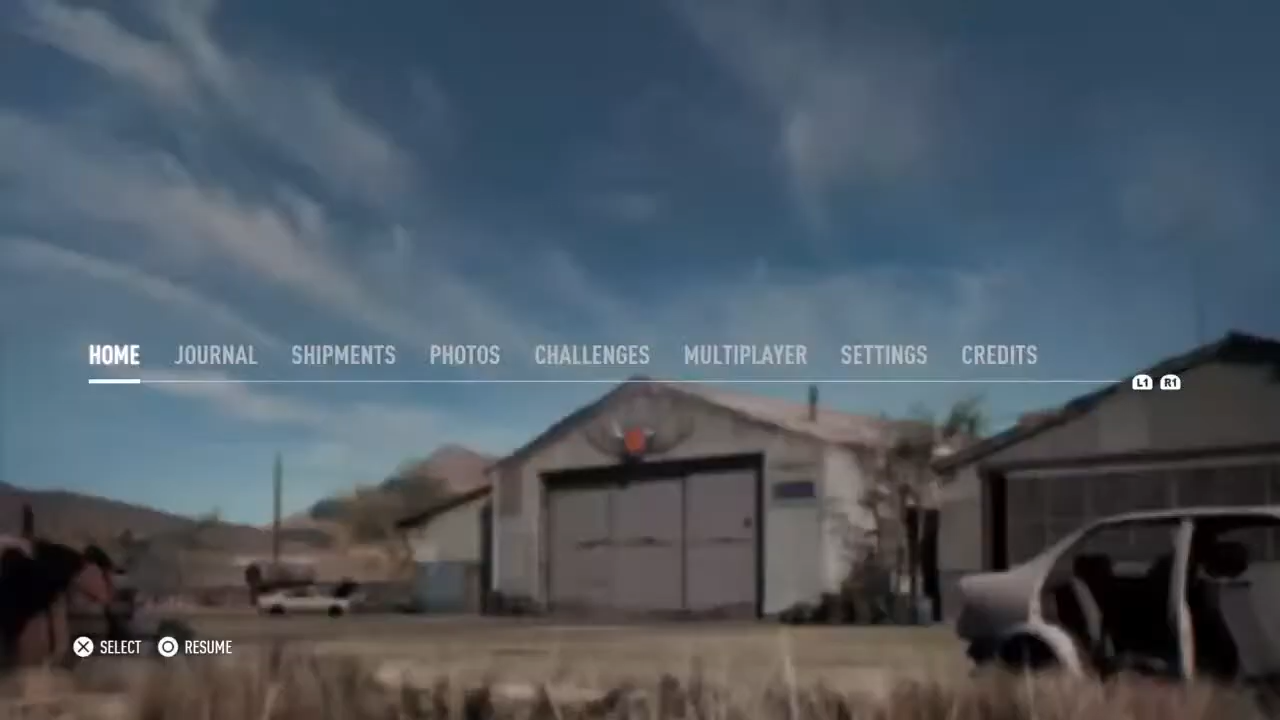 HOME JOURNAL SHIPMENTS PHOTOS CHALLENGES MULTIPLAYER SETTINGS CREDITS
L1 R1
SELECT RESUME